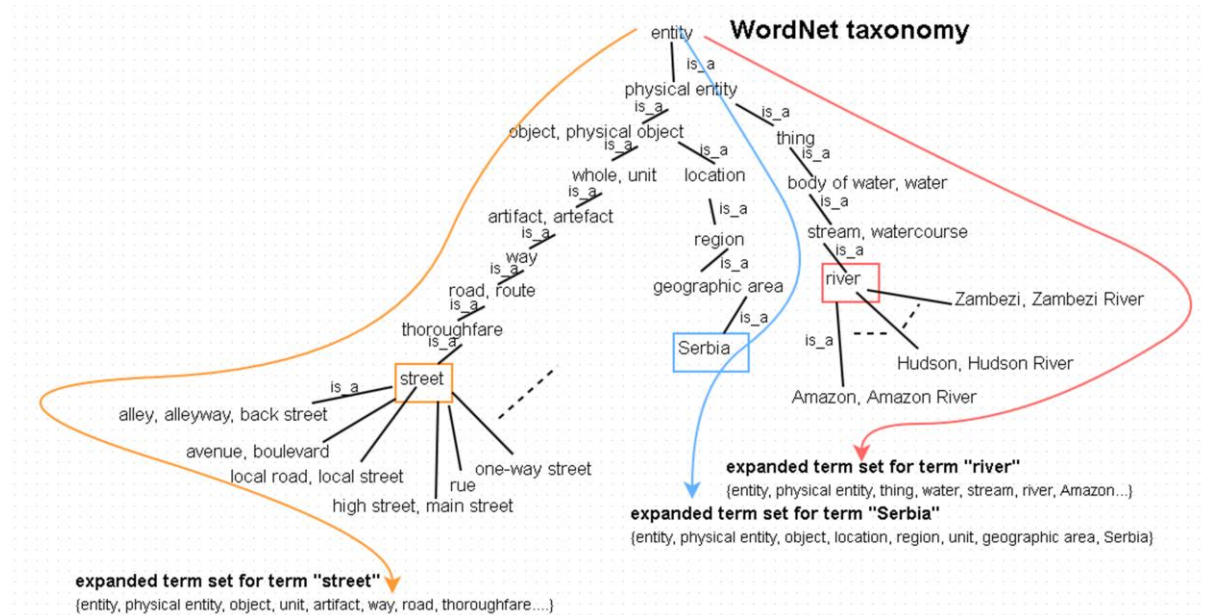 WordNet taxonomy
entity
is_a
physical entity
is_a
is_a
object, physical object
thing
is_a
is_a
is_a
whole, unit
location
body of water, water
is_a
is_a
artifact, artefact
is_a
stream, watercourse
is_a
region
is_a
way
is_a
is_a
river
road, route
geographic area
Zambezi, Zambezi River
is_a
is_a
thoroughfare
is_a
is_a
Serbia
Hudson, Hudson River
street
is_a
Amazon, Amazon River
alley, alleyway, back street
avenue, boulevard
one-way street
local road, local street
rue
high street, main street
expanded term set for term "river"
{entity, physical entity, thing, water, stream, river, Amazon...}
expanded term set for term "Serbia"
{entity, physical entity, object, location, region, unit, geographic area, Serbia}
expanded term set for term "street"
{entity, physical entity, object, unit, artifact, way, road, thoroughfare....}